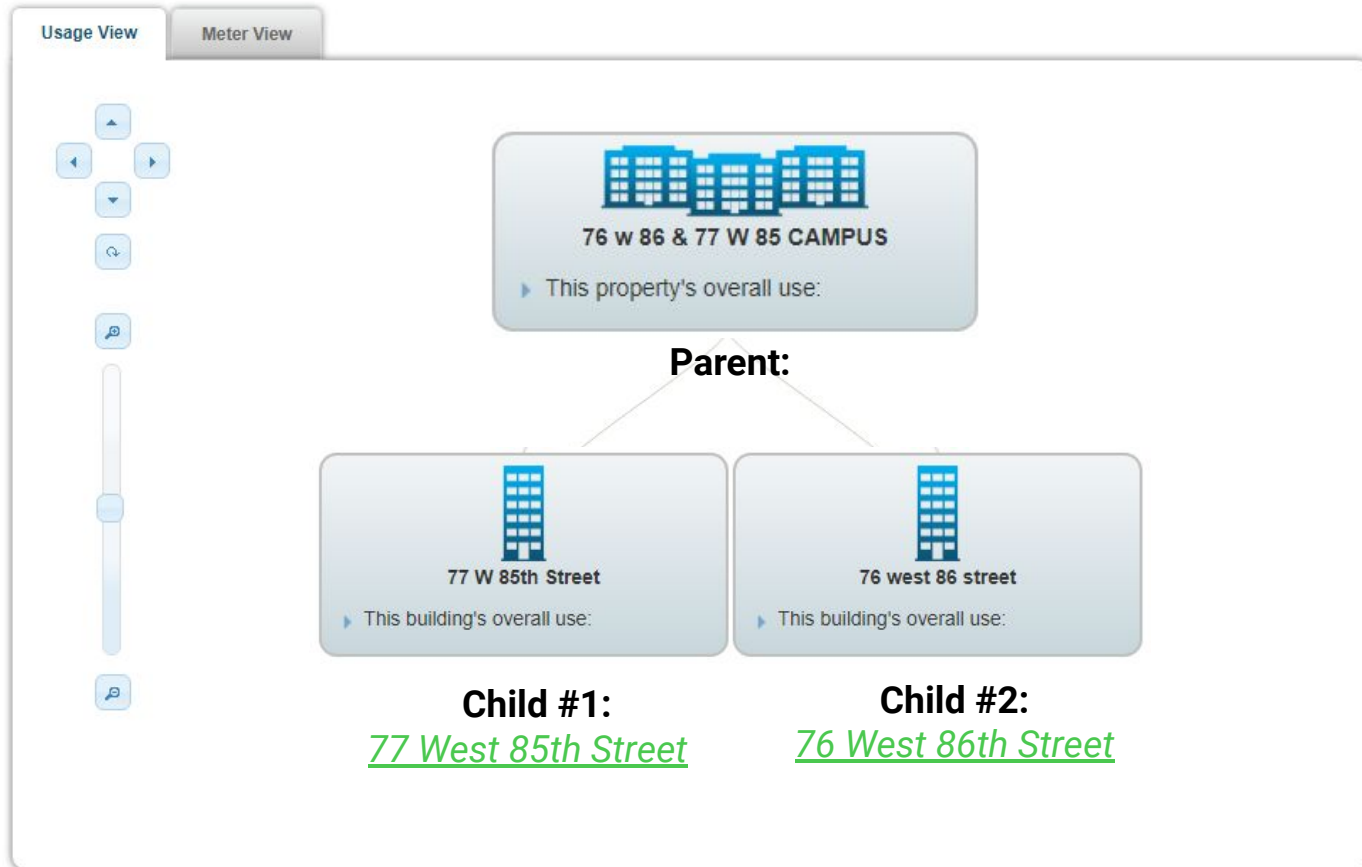 Usage View
Meter View
76 w 86 & 77 W 85 CAMPUS
This property's overall use:
Parent:
77 W 85th Street
This building's overall use:
76 west 86 street
This building's overall use:
Child #1:
77 West 85th Street
Child #2:
76 West 86th Street